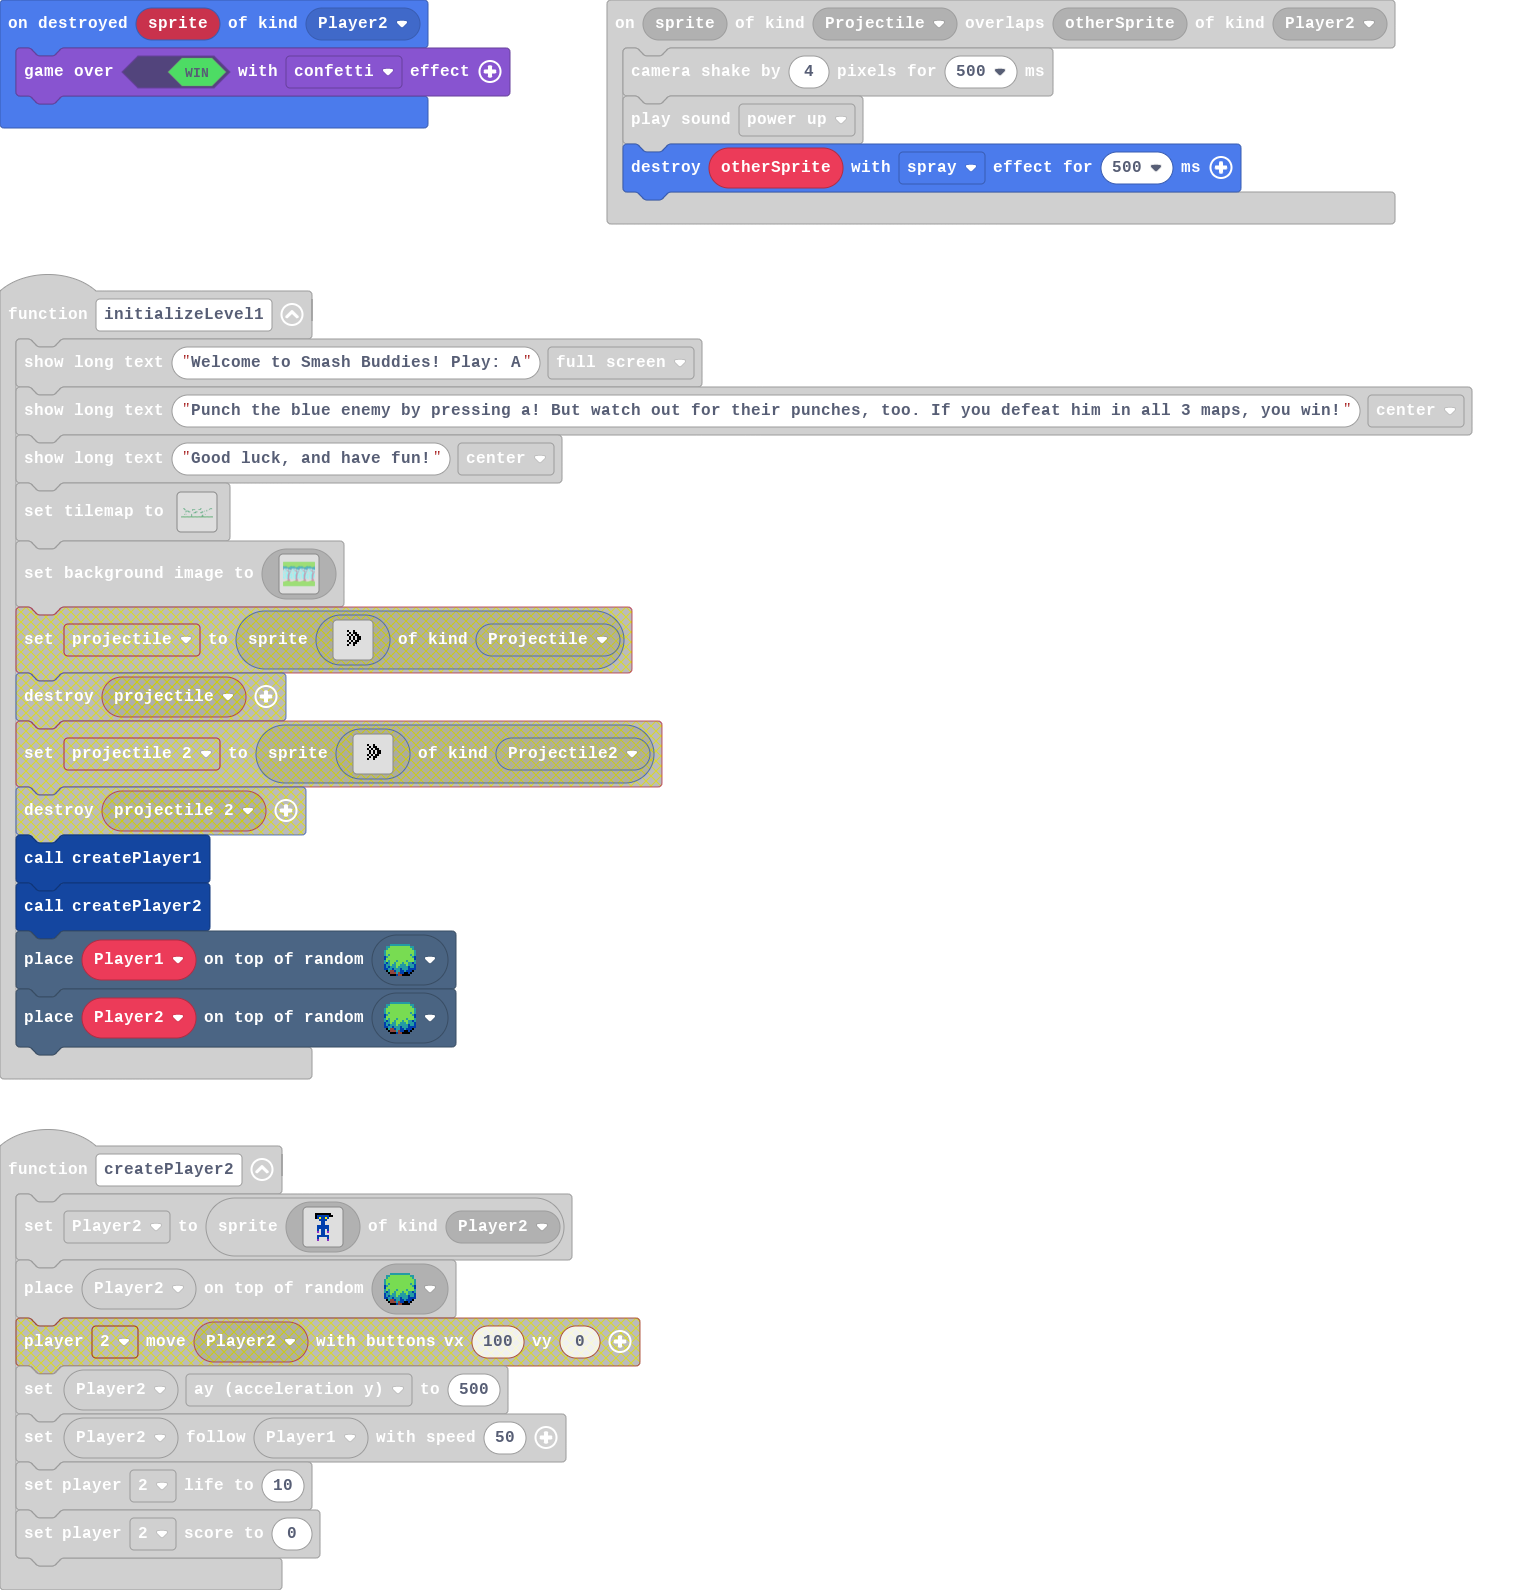 on destroyed sprite of kind Player2
game over WIN with confetti effect
on sprite of kind Projectile overlaps otherSprite of kind Player2
camera shake by 4 pixels for 500 ms
play sound power up
destroy otherSprite with spray effect for 500 ms
function initializeLevel1
show long text "Welcome to Smash Buddies! Play: A" full screen
show long text "Punch the blue enemy by pressing a! But watch out for their punches, too. If you defeat him in all 3 maps, you win!" center
show long text "Good luck, and have fun!" center
set tilemap to
set background image to
set projectile to sprite of kind Projectile
destroy projectile
set projectile 2 to sprite of kind Projectile2
destroy projectile 2
call createPlayer1
call createPlayer2
place Player1 on top of random
place Player2 on top of random
function createPlayer2
set Player2 to sprite of kind Player2
place Player2 on top of random
player 2 move Player2 with buttons vx 100 vy 0
set Player2 ay (acceleration y) to 500
set Player2 follow Player1 with speed 50
set player 2 life to 10
set player 2 score to 0